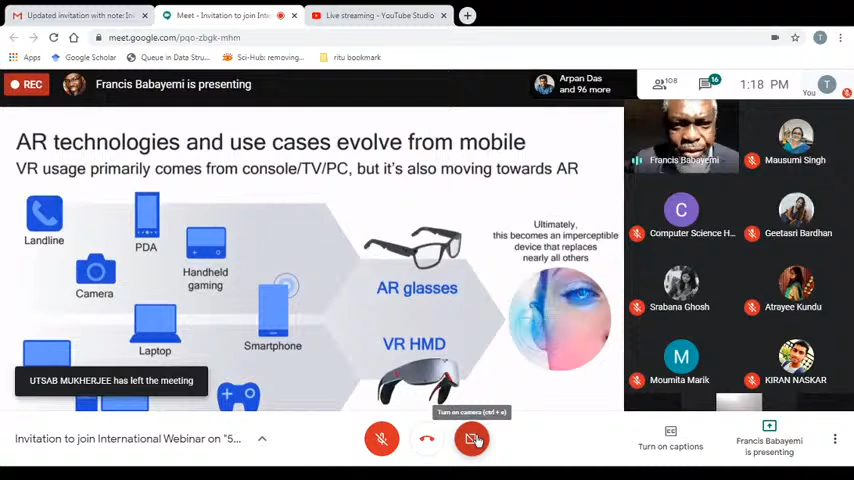 Updated invitation with note: In
Meet - Invitation to join Inte
Live streaming - YouTube Studio
meet.google.com/pqo-zbgk-mhm
T
Apps
Google Scholar
Queue in Data Stru...
Sci-Hub: removing...
ritu bookmark
REC
Francis Babayemi is presenting
Arpan Das
and 96 more
108
16
1:18 PM
You
T
AR technologies and use cases evolve from mobile
VR usage primarily comes from console/TV/PC, but it's also moving towards AR
Landline
PDA
Camera
Handheld
gaming
Laptop
Smartphone
AR glasses
VR HMD
Ultimately,
this becomes an imperceptible
device that replaces
nearly all others
Francis Babayemi
Mausumi Singh
C
Computer Science H...
Geetasri Bardhan
Srabana Ghosh
Atrayee Kundu
M
Moumita Marik
KIRAN NASKAR
UTSAB MUKHERJEE has left the meeting
Turn on camera (ctrl + e)
Invitation to join International Webinar on "5...
CC
Turn on captions
Francis Babayemi
is presenting